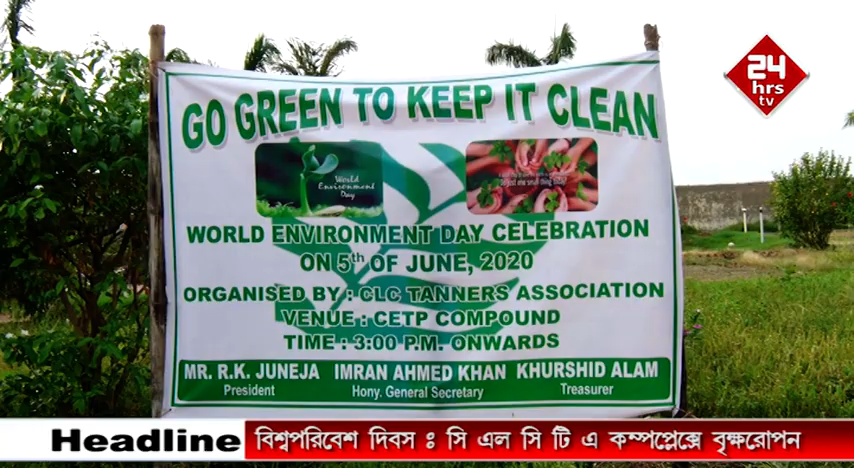 24
hrs
tv
GO GREEN TO KEEP IT CLEAN
World
Environment
Day
WORLD ENVIRONMENT DAY CELEBRATION
ON 5th OF JUNE, 2020
ORGANISED BY : CLC TANNERS ASSOCIATION
VENUE : CETP COMPOUND
TIME : 3:00 P.M. ONWARDS
MR. R.K. JUNEJA IMRAN AHMED KHAN KHURSHID ALAM
President Hony. General Secretary Treasurer
Headline বিশ্বপরিবেশ দিবস ঃ সি এল সি টি এ কমপ্লেক্সে বৃক্ষরোপন